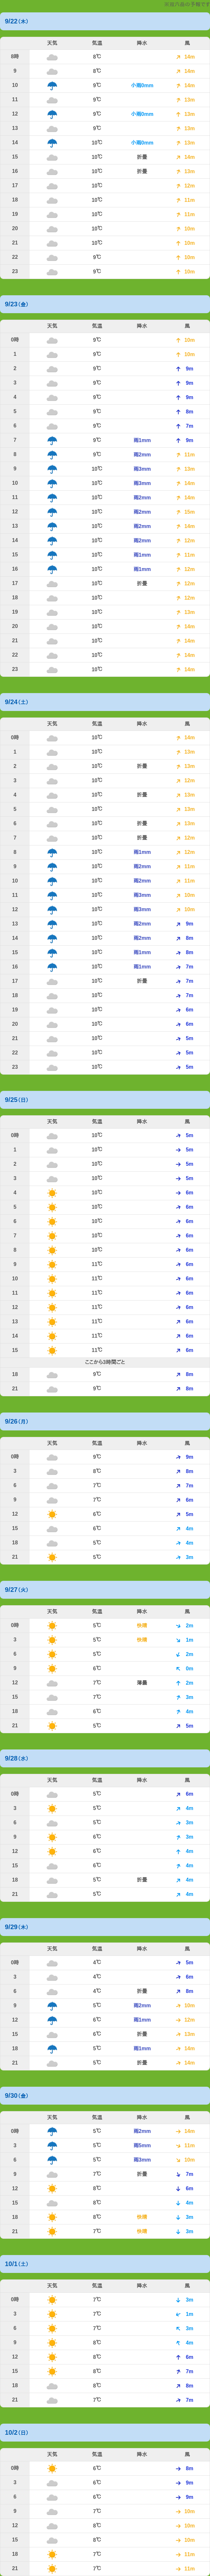 9/22（木）
天気 気温 降水 風
8時 8℃ 14m
9 8℃ 14m
10 9℃ 小雨0mm 14m
11 9℃ 13m
12 9℃ 小雨0mm 13m
13 9℃ 13m
14 10℃ 小雨0mm 13m
15 10℃ 折畳 14m
16 10℃ 折畳 13m
17 10℃ 12m
18 10℃ 11m
19 10℃ 11m
20 10℃ 10m
21 10℃ 10m
22 9℃ 10m
23 9℃ 10m
9/23（金）
天気 気温 降水 風
0時 9℃ 10m
1 9℃ 10m
2 9℃ 9m
3 9℃ 9m
4 9℃ 9m
5 9℃ 8m
6 9℃ 7m
7 9℃ 雨1mm 9m
8 9℃ 雨2mm 11m
9 10℃ 雨3mm 13m
10 10℃ 雨3mm 14m
11 10℃ 雨2mm 14m
12 10℃ 雨2mm 15m
13 10℃ 雨2mm 14m
14 10℃ 雨2mm 12m
15 10℃ 雨1mm 11m
16 10℃ 雨1mm 12m
17 10℃ 折畳 12m
18 10℃ 12m
19 10℃ 13m
20 10℃ 14m
21 10℃ 14m
22 10℃ 14m
23 10℃ 14m
9/24（土）
天気 気温 降水 風
0時 10℃ 14m
1 10℃ 13m
2 10℃ 折畳 13m
3 10℃ 12m
4 10℃ 折畳 13m
5 10℃ 13m
6 10℃ 折畳 13m
7 10℃ 折畳 12m
8 10℃ 雨1mm 12m
9 10℃ 雨2mm 11m
10 10℃ 雨2mm 11m
11 10℃ 雨3mm 10m
12 10℃ 雨3mm 10m
13 10℃ 雨2mm 9m
14 10℃ 雨2mm 8m
15 10℃ 雨1mm 8m
16 10℃ 雨1mm 7m
17 10℃ 折畳 7m
18 10℃ 7m
19 10℃ 6m
20 10℃ 6m
21 10℃ 5m
22 10℃ 5m
23 10℃ 5m
9/25（日）
天気 気温 降水 風
0時 10℃ 5m
1 10℃ 5m
2 10℃ 5m
3 10℃ 5m
4 10℃ 6m
5 10℃ 6m
6 10℃ 6m
7 10℃ 6m
8 10℃ 6m
9 11℃ 6m
10 11℃ 6m
11 11℃ 6m
12 11℃ 6m
13 11℃ 6m
14 11℃ 6m
15 11℃ 6m
ここから3時間ごと
18 9℃ 8m
21 9℃ 8m
9/26（月）
天気 気温 降水 風
0時 9℃ 9m
3 8℃ 8m
6 7℃ 7m
9 7℃ 6m
12 6℃ 5m
15 6℃ 4m
18 5℃ 4m
21 5℃ 3m
9/27（火）
天気 気温 降水 風
0時 5℃ 快晴 2m
3 5℃ 快晴 1m
6 5℃ 2m
9 6℃ 0m
12 7℃ 薄曇 2m
15 7℃ 3m
18 6℃ 4m
21 5℃ 5m
9/28（水）
天気 気温 降水 風
0時 5℃ 6m
3 5℃ 4m
6 5℃ 3m
9 6℃ 3m
12 6℃ 4m
15 6℃ 4m
18 5℃ 折畳 4m
21 5℃ 4m
9/29（木）
天気 気温 降水 風
0時 4℃ 5m
3 4℃ 6m
6 4℃ 折畳 8m
9 5℃ 雨2mm 10m
12 6℃ 雨1mm 12m
15 6℃ 折畳 13m
18 5℃ 雨1mm 14m
21 5℃ 折畳 14m
9/30（金）
天気 気温 降水 風
0時 5℃ 雨2mm 14m
3 5℃ 雨5mm 11m
6 5℃ 雨3mm 10m
9 7℃ 折畳 7m
12 8℃ 6m
15 8℃ 4m
18 8℃ 快晴 3m
21 7℃ 快晴 3m
10/1（土）
天気 気温 降水 風
0時 7℃ 3m
3 7℃ 1m
6 7℃ 3m
9 8℃ 4m
12 8℃ 6m
15 8℃ 7m
18 8℃ 8m
21 7℃ 7m
10/2（日）
天気 気温 降水 風
0時 6℃ 8m
3 6℃ 9m
6 6℃ 9m
9 7℃ 10m
12 8℃ 10m
15 8℃ 10m
18 7℃ 11m
21 7℃ 11m